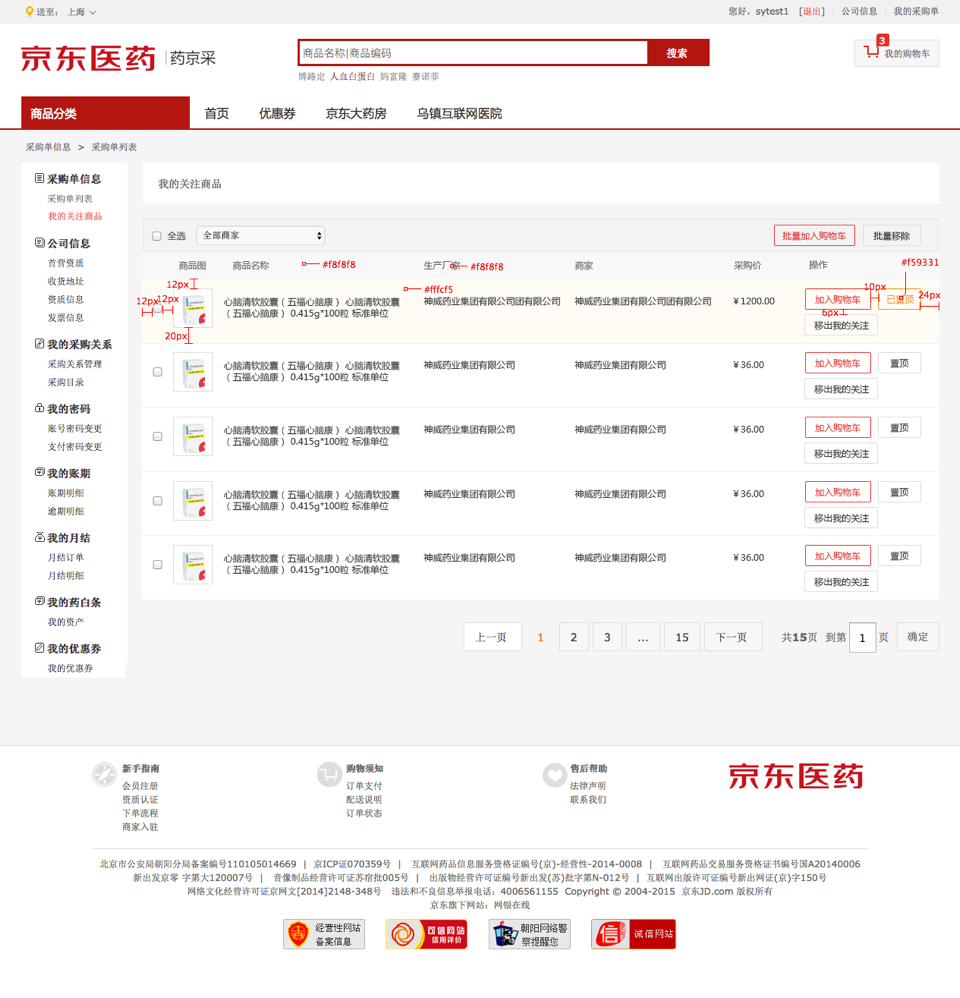 送至： 上海
您好，sytest1 [退出] 公司信息 我的采购单
京东医药 药京采
商品名称|商品编码 搜索
3 我的购物车
博路定 人血白蛋白 妈富隆 赛诺菲
商品分类 首页 优惠券 京东大药房 乌镇互联网医院
采购单信息 > 采购单列表
采购单信息
采购单列表
我的关注商品
公司信息
首营资质
收货地址
资质信息
发票信息
我的采购关系
采购关系管理
采购目录
我的密码
账号密码变更
支付密码变更
我的账期
账期明细
逾期明细
我的月结
月结订单
月结明细
我的药白条
我的资产
我的优惠券
我的优惠券
我的关注商品
全选 全部商家 批量加入购物车 批量移除
商品图 商品名称 #f8f8f8 生产厂家 #f8f8f8 商家 采购价 操作 #f59331
12px 12px 12px 20px #fffcf5 10px 24px 6px
心脑清软胶囊（五福心脑康）心脑清软胶囊 神威药业集团有限公司团有限公司 神威药业集团有限公司团有限公司 ￥1200.00 加入购物车 已置顶
（五福心脑康）0.415g*100粒 标准单位 移出我的关注
心脑清软胶囊（五福心脑康）心脑清软胶囊 神威药业集团有限公司 神威药业集团有限公司 ￥36.00 加入购物车 置顶
（五福心脑康）0.415g*100粒 标准单位 移出我的关注
心脑清软胶囊（五福心脑康）心脑清软胶囊 神威药业集团有限公司 神威药业集团有限公司 ￥36.00 加入购物车 置顶
（五福心脑康）0.415g*100粒 标准单位 移出我的关注
心脑清软胶囊（五福心脑康）心脑清软胶囊 神威药业集团有限公司 神威药业集团有限公司 ￥36.00 加入购物车 置顶
（五福心脑康）0.415g*100粒 标准单位 移出我的关注
心脑清软胶囊（五福心脑康）心脑清软胶囊 神威药业集团有限公司 神威药业集团有限公司 ￥36.00 加入购物车 置顶
（五福心脑康）0.415g*100粒 标准单位 移出我的关注
上一页 1 2 3 ... 15 下一页 共15页 到第 1 页 确定
新手指南
会员注册
资质认证
下单流程
商家入驻
购物须知
订单支付
配送说明
订单状态
售后帮助
法律声明
联系我们
京东医药
北京市公安局朝阳分局备案编号110105014669 | 京ICP证070359号 | 互联网药品信息服务资格证编号(京)-经营性-2014-0008 | 互联网药品交易服务资格证书编号国A20140006
新出发京零 字第大120007号 | 音像制品经营许可证苏宿批005号 | 出版物经营许可证编号新出发(苏)批字第N-012号 | 互联网出版许可证编号新出网证(京)字150号
网络文化经营许可证京网文[2014]2148-348号 违法和不良信息举报电话：4006561155 Copyright © 2004-2015 京东JD.com 版权所有
京东旗下网站：网银在线
经营性网站
备案信息
可信网站
信用评价
朝阳网络警
察提醒您
信 诚信网站